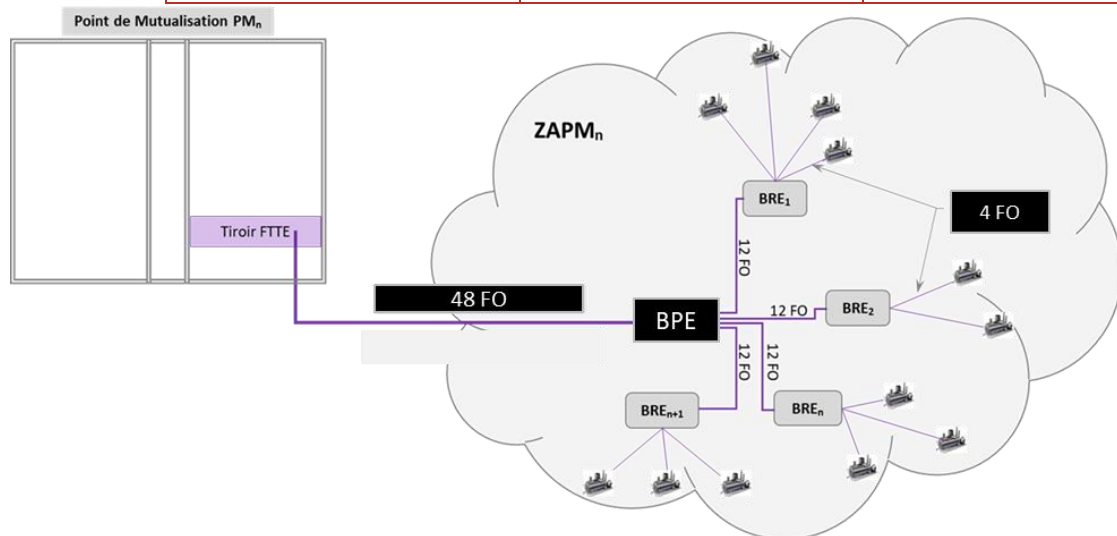 Point de Mutualisation PMn
ZAPMn
BRE1
4 FO
Tiroir FTTE
12 FO
48 FO
BPE
12 FO
BRE2
12 FO
12 FO
BREn+1
BREn